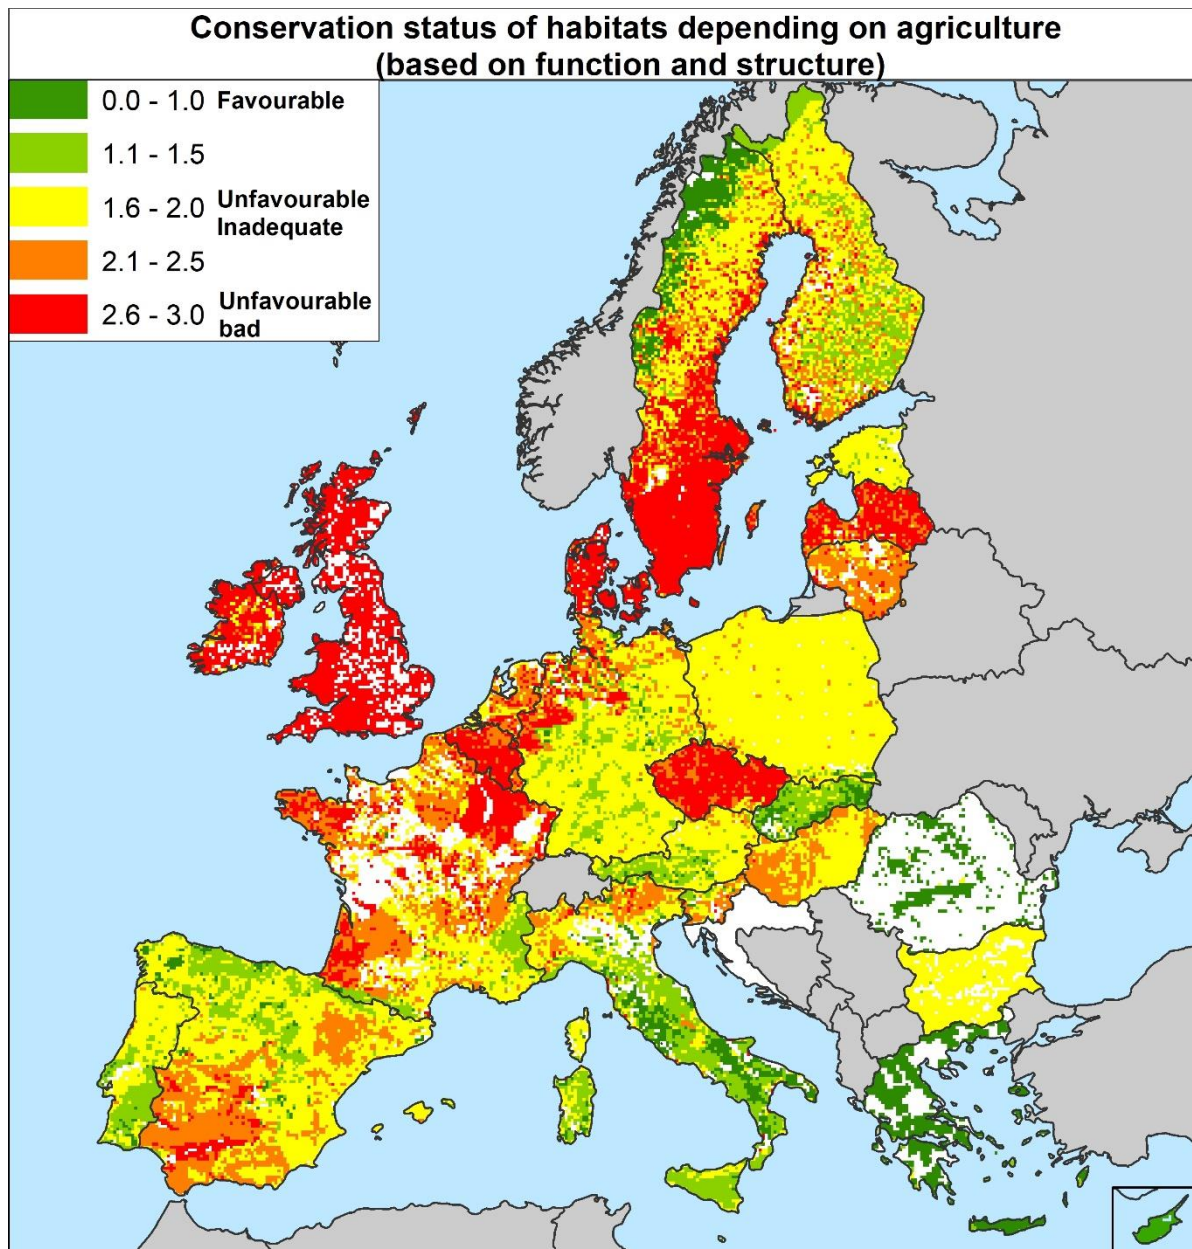 Conservation status of habitats depending on agriculture
(based on function and structure)
0.0 - 1.0 Favourable
1.1 - 1.5
1.6 - 2.0 Unfavourable
Inadequate
2.1 - 2.5
2.6 - 3.0 Unfavourable
bad